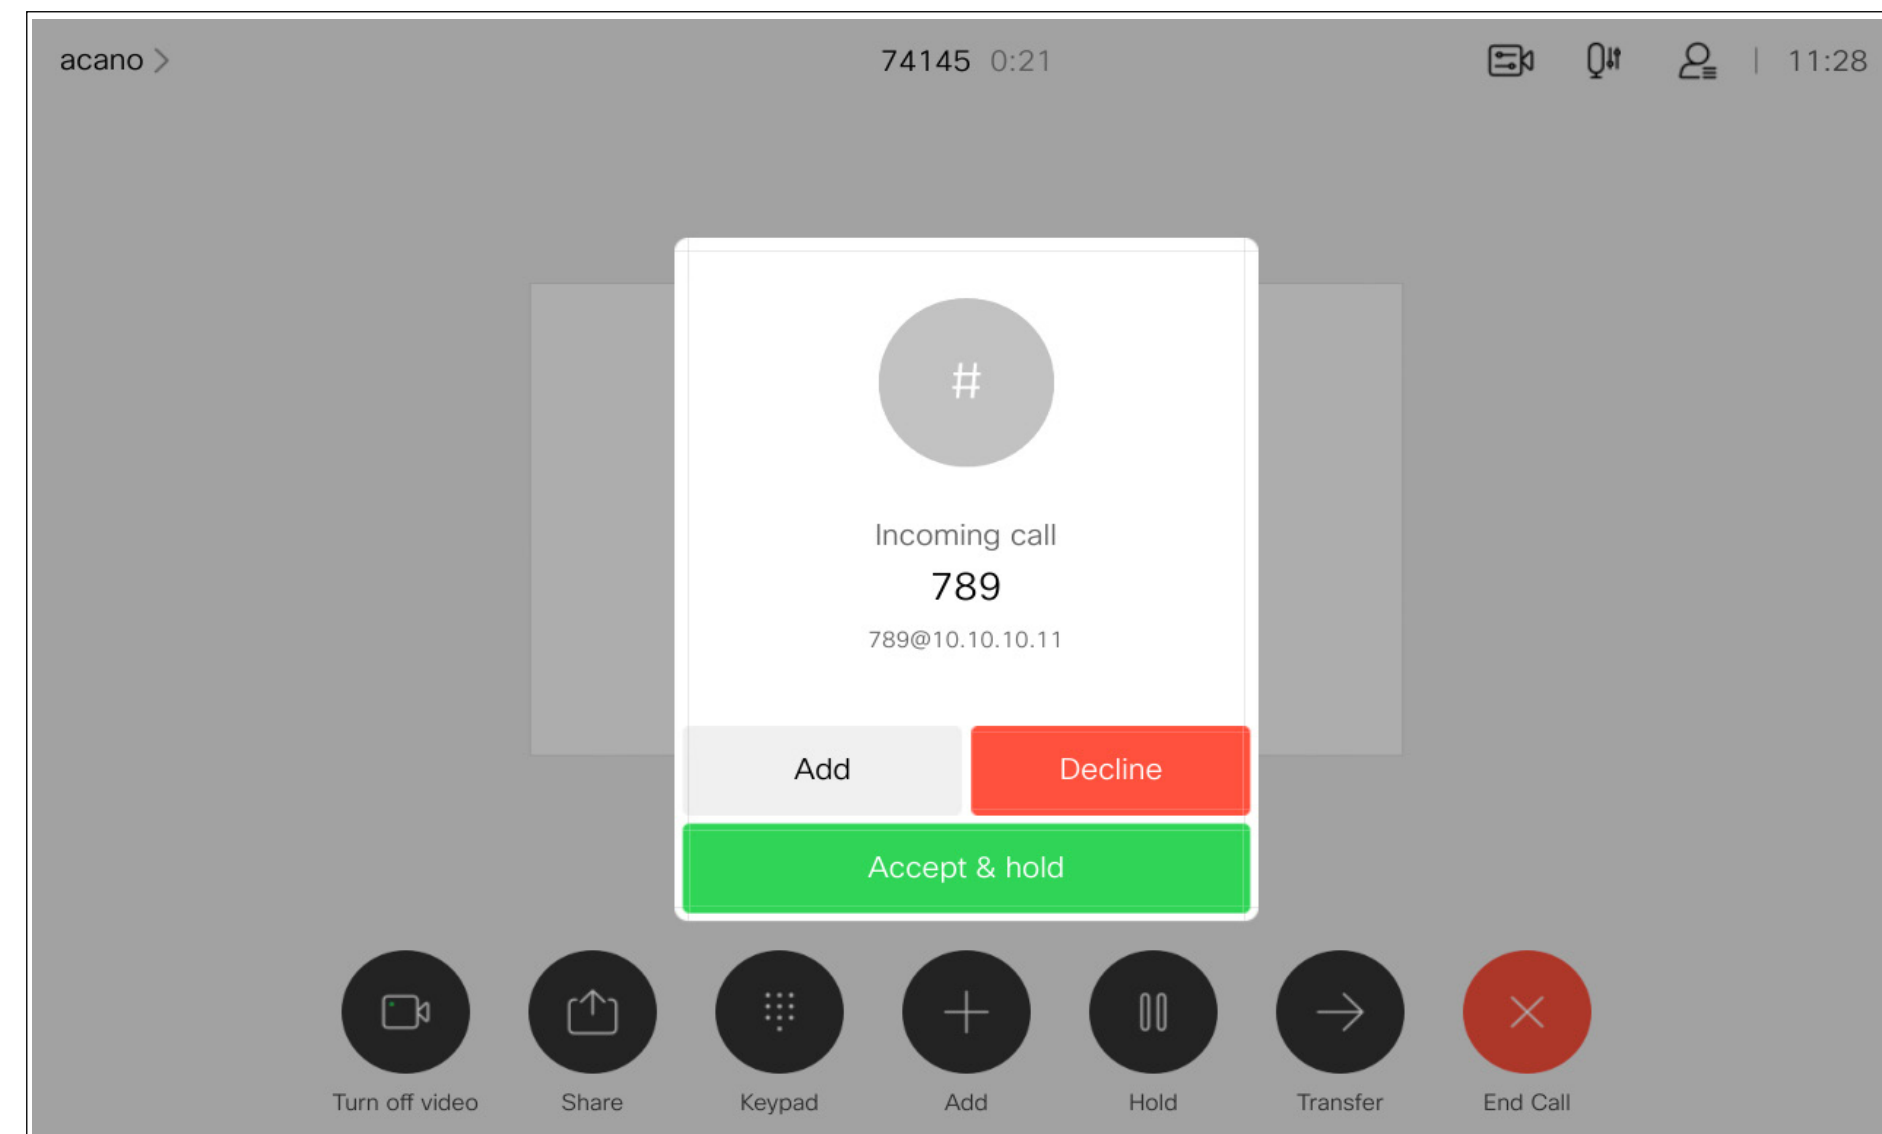 acano
74145 0:21
11:28
#
Incoming call
789
789@10.10.10.11
Add
Decline
Accept & hold
Turn off video
Share
Keypad
Add
Hold
Transfer
End Call